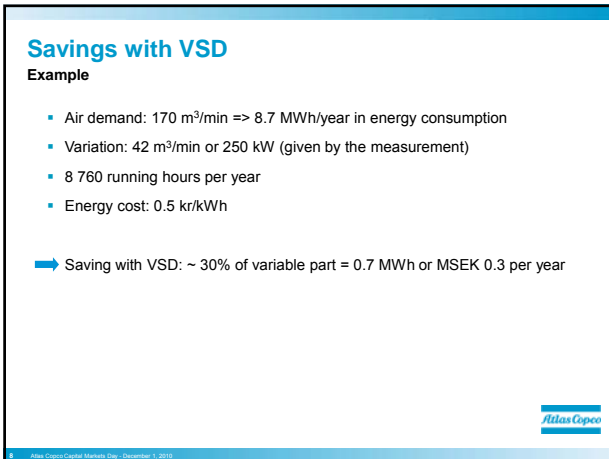 Savings with VSD
Example
▪ Air demand: 170 m³/min => 8.7 MWh/year in energy consumption
▪ Variation: 42 m³/min or 250 kW (given by the measurement)
▪ 8 760 running hours per year
▪ Energy cost: 0.5 kr/kWh
Saving with VSD: ~ 30% of variable part = 0.7 MWh or MSEK 0.3 per year
Atlas Copco
8 Atlas Copco Capital Markets Day - December 1, 2010